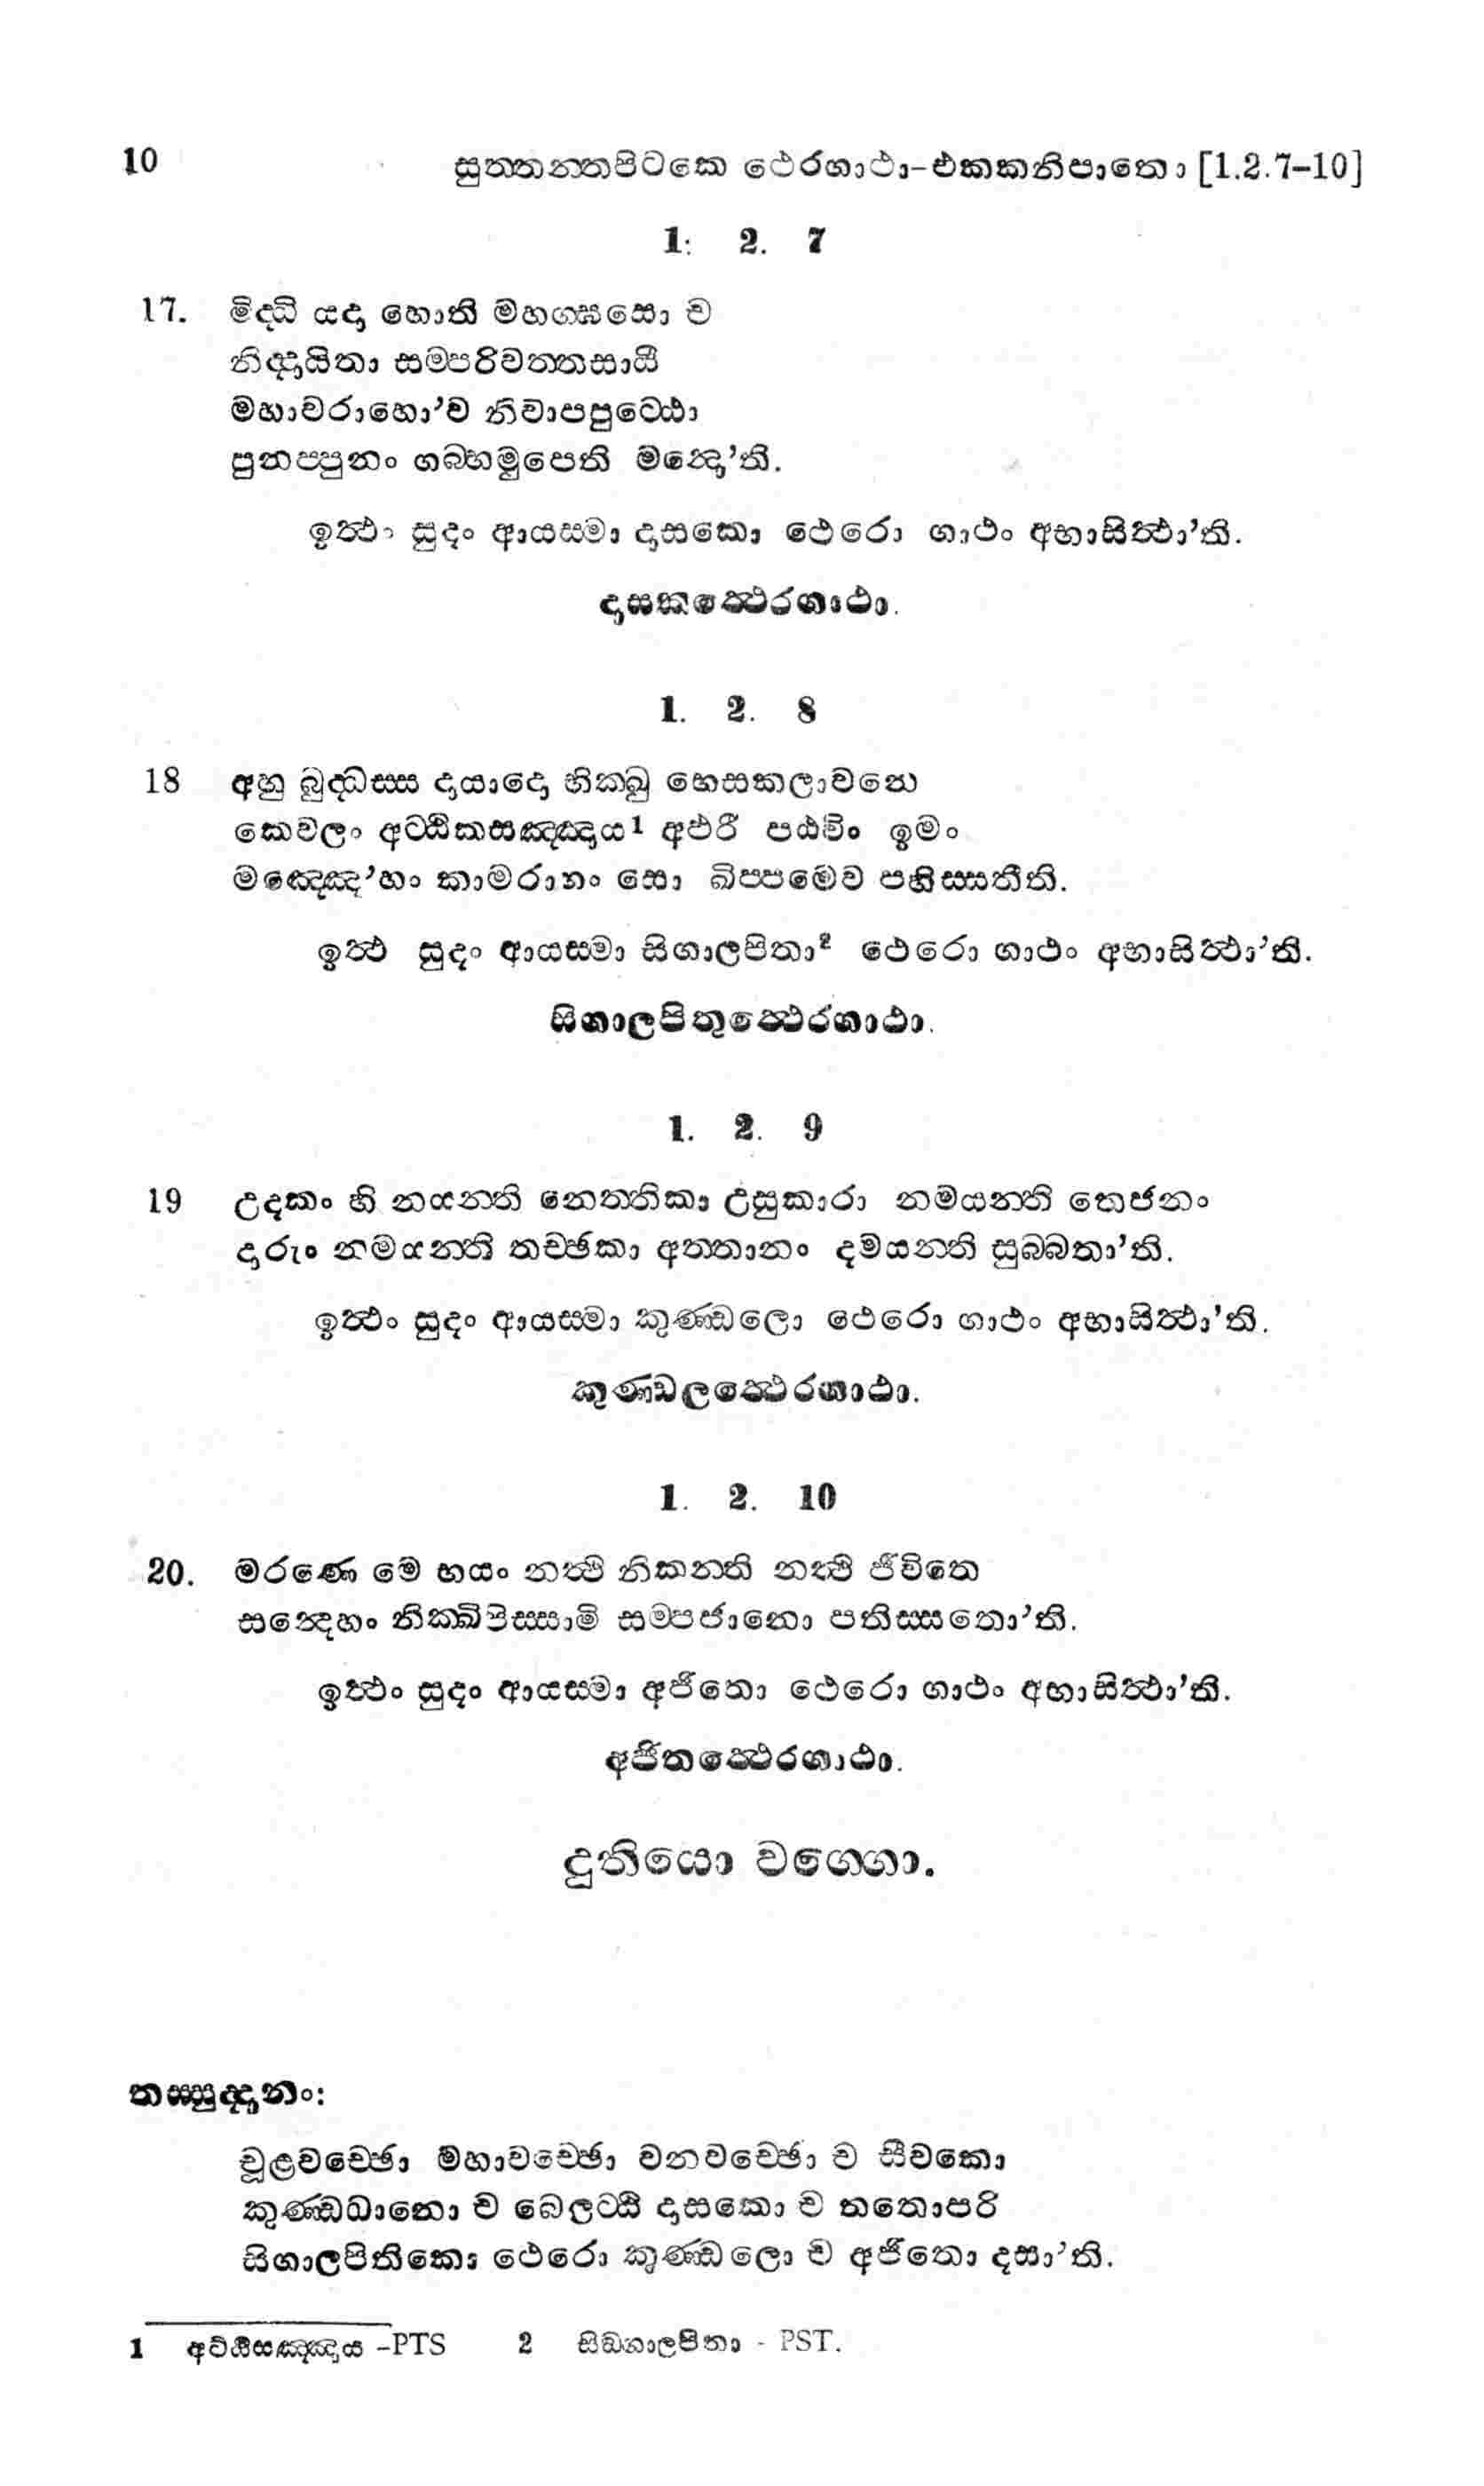 10 සුත්තන්තපිටකෙ ථෙරගාථා-එකකනිපාතො [1.2.7-10]
1: 2. 7
17. මිද්ධි යදා හොති මහග්ඝසො ච
නිද්දායිතා සම්පරිවත්තසායී
මහාවරාහො’ව නිවාපපුට්ඨො
පුනප්පුනං ගබ්භමුපෙති මන්දො’ති.
ඉත්ථා සුදං ආයස්මා දාසකො ථෙරො ගාථං අභාසිත්ථා’ති.
දාසකත්ථෙරගාථා.
1. 2. 8
18 අහු බුද්ධස්ස දායාදො භික්ඛු භෙසකලාවනෙ
කෙවලං අට්ඨිකසඤ්ඤාය1 අඵරී පඨවිං ඉමං
මඤ්ඤෙ’හං කාමරානං සො ඛිප්පමෙව පහිස්සතීති.
ඉත්ථ සුදං ආයස්මා සිගාලපිතා2 ථෙරො ගාථං අභාසිත්ථා’ති.
සිගාලපිතුත්ථෙරගාථා.
1. 2. 9
19 උදකං හි නයන්ති නෙත්තිකා උසුකාරා නමයන්ති තෙජනං
දාරුං නමයන්ති තච්ඡකා අත්තානං දමයන්ති සුබ්බතා’ති.
ඉත්ථං සුදං ආයස්මා කුණ්ඩලො ථෙරො ගාථං අභාසිත්ථා’ති.
කුණ්ඩලත්ථෙරගාථා.
1. 2. 10
20. මරණෙ මෙ භයං නත්ථි නිකන්ති නත්ථි ජීවිතෙ
සන්දෙහං නික්ඛිපිස්සාමි සම්පජානො පතිස්සතො’ති.
ඉත්ථං සුදං ආයස්මා අජිතො ථෙරො ගාථං අභාසිත්ථා’ති.
අජිතත්ථෙරගාථා.
දුතියො වග්ගො.
තස්සුද්දානං:
චූළවච්ඡො මහාවච්ඡො වනවච්ඡො ච සීවකො
කුණ්ඩධානො ච බෙලට්ඨි දාසකො ච තතොපරි
සිගාලපිතිකො ථෙරො කුණ්ඩලො ච අජිතො දසා’ති.
1 අට්ඨිසඤ්ඤාය -PTS 2 සිඞ්ගාලපිතා - PST.